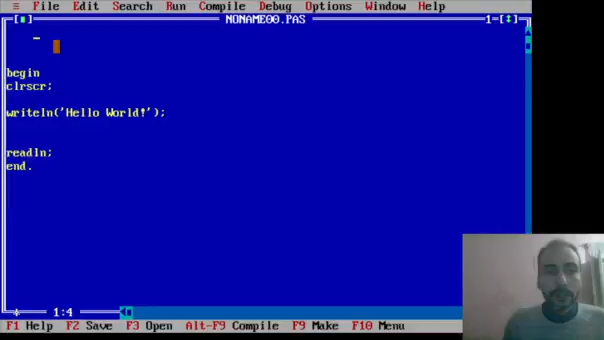 ≡ File Edit Search Run Compile Debug Options Window Help
[■] NONAME00.PAS 1=[↕]
begin
clrscr;
writeln('Hello World!');
readln;
end.
1:4
F1 Help F2 Save F3 Open Alt-F9 Compile F9 Make F10 Menu